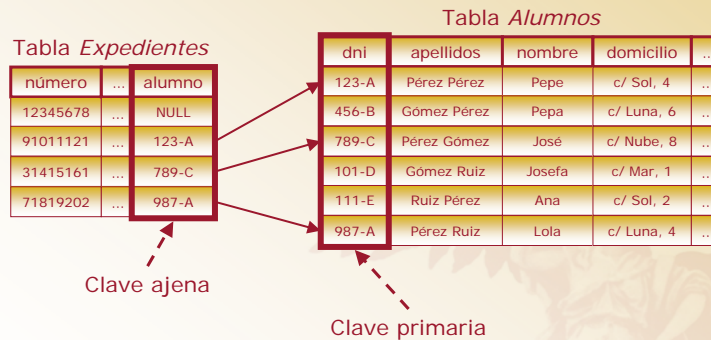 Tabla Alumnos
Tabla Expedientes
número ... alumno
12345678 ... NULL
91011121 ... 123-A
31415161 ... 789-C
71819202 ... 987-A
dni apellidos nombre domicilio ...
123-A Pérez Pérez Pepe c/ Sol, 4 ...
456-B Gómez Pérez Pepa c/ Luna, 6 ...
789-C Pérez Gómez José c/ Nube, 8 ...
101-D Gómez Ruiz Josefa c/ Mar, 1 ...
111-E Ruiz Pérez Ana c/ Sol, 2 ...
987-A Pérez Ruiz Lola c/ Luna, 4 ...
Clave ajena
Clave primaria